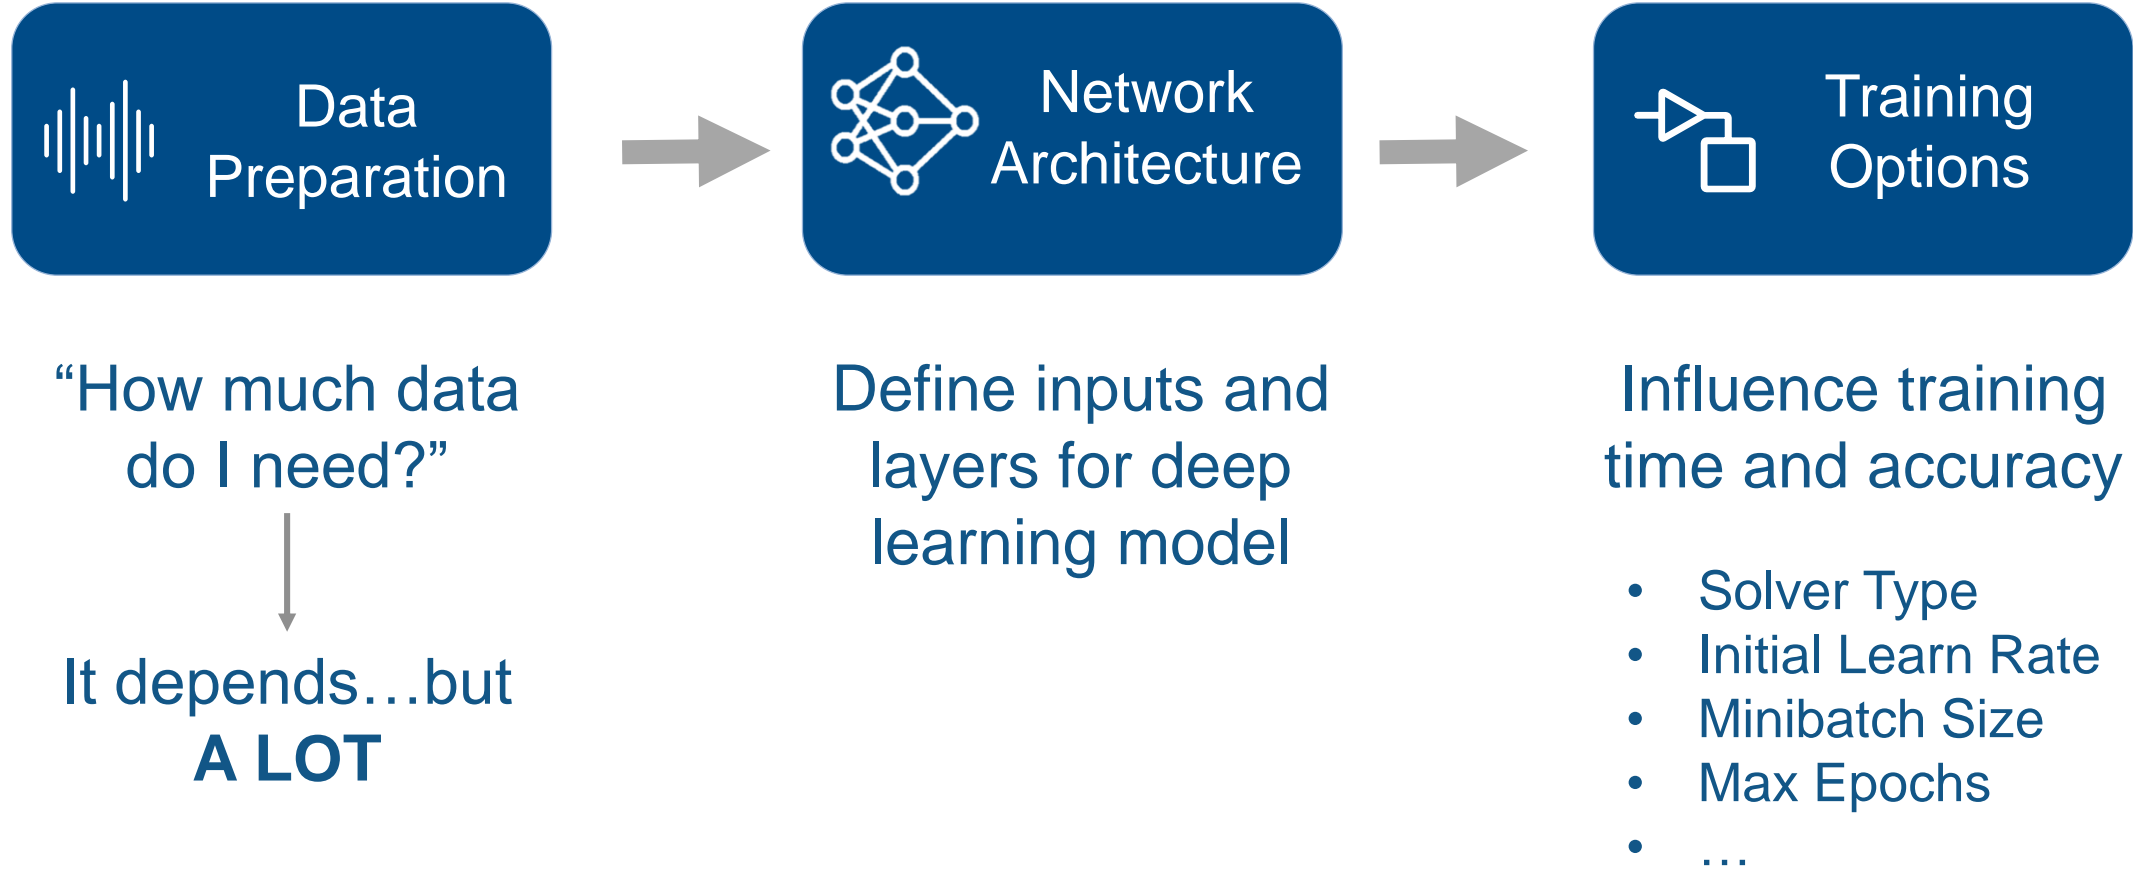 Data
Preparation
“How much data
do I need?”
It depends…but
A LOT
Network
Architecture
Define inputs and
layers for deep
learning model
Training
Options
Influence training
time and accuracy
• Solver Type
• Initial Learn Rate
• Minibatch Size
• Max Epochs
• …